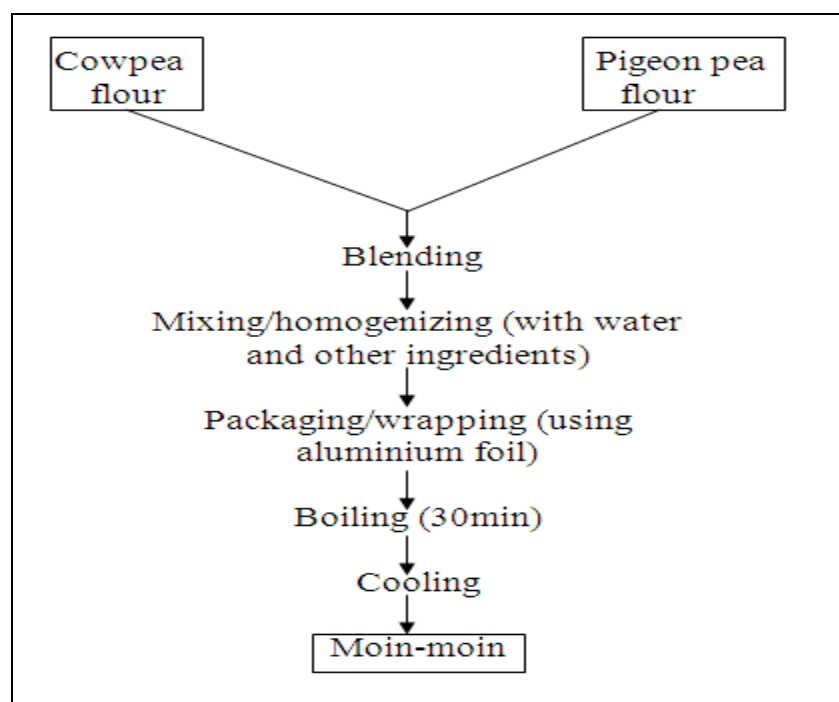 Cowpea
flour
Pigeon pea
flour
Blending
Mixing/homogenizing (with water
and other ingredients)
Packaging/wrapping (using
aluminium foil)
Boiling (30min)
Cooling
Moin-moin